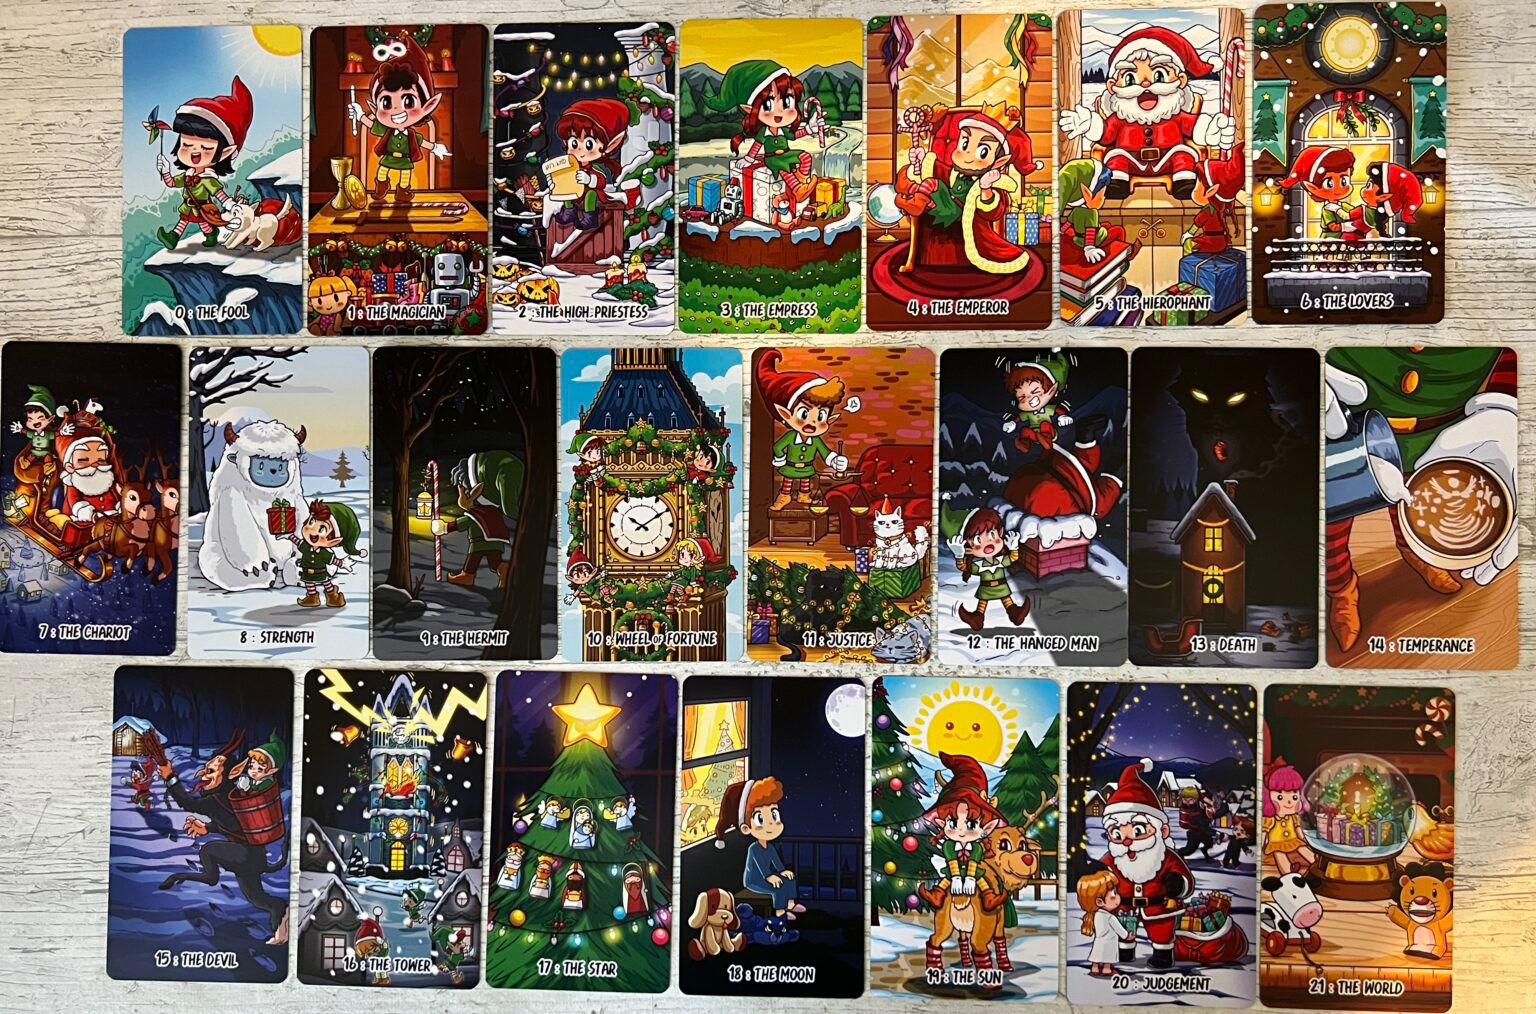 0 : THE FOOL
1 : THE MAGICIAN
2 : THE HIGH PRIESTESS
3 : THE EMPRESS
4 : THE EMPEROR
5 : THE HIEROPHANT
6 : THE LOVERS
7 : THE CHARIOT
8 : STRENGTH
9 : THE HERMIT
10 : WHEEL OF FORTUNE
11 : JUSTICE
12 : THE HANGED MAN
13 : DEATH
14 : TEMPERANCE
15 : THE DEVIL
16 : THE TOWER
17 : THE STAR
18 : THE MOON
19 : THE SUN
20 : JUDGEMENT
21 : THE WORLD